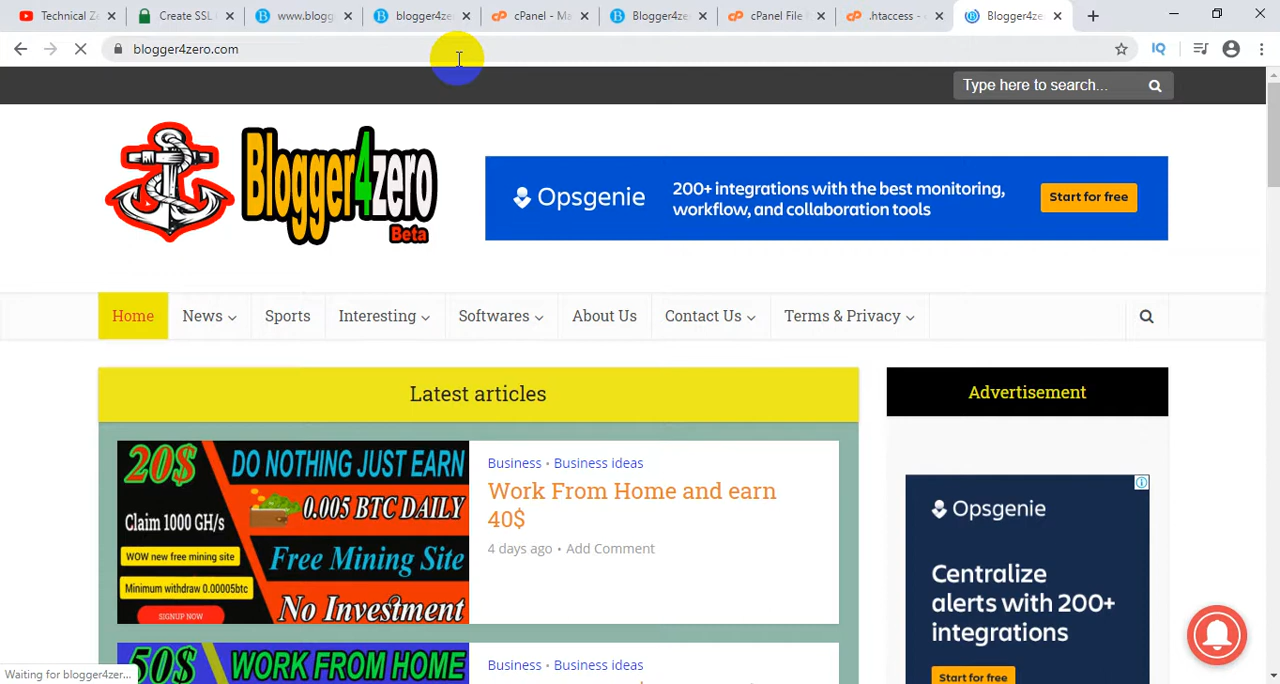 Technical Z
Create SSL
www.blogg
blogger4ze
cPanel - Ma
Blogger4ze
cPanel File
.htaccess - c
Blogger4ze
blogger4zero.com
IQ
Type here to search...
Blogger4zero
Beta
Opsgenie
200+ integrations with the best monitoring,
workflow, and collaboration tools
Start for free
Home
News
Sports
Interesting
Softwares
About Us
Contact Us
Terms & Privacy
Latest articles
Advertisement
20$ DO NOTHING JUST EARN
0.005 BTC DAILY
Claim 1000 GH/s
WOW new free mining site
Free Mining Site
Minimum withdraw 0.00005btc
No Investment
SIGNUP NOW
Business • Business ideas
Work From Home and earn
40$
4 days ago • Add Comment
50$ WORK FROM HOME
Business • Business ideas
Opsgenie
Centralize
alerts with 200+
integrations
Start for free
Waiting for blogger4zer...